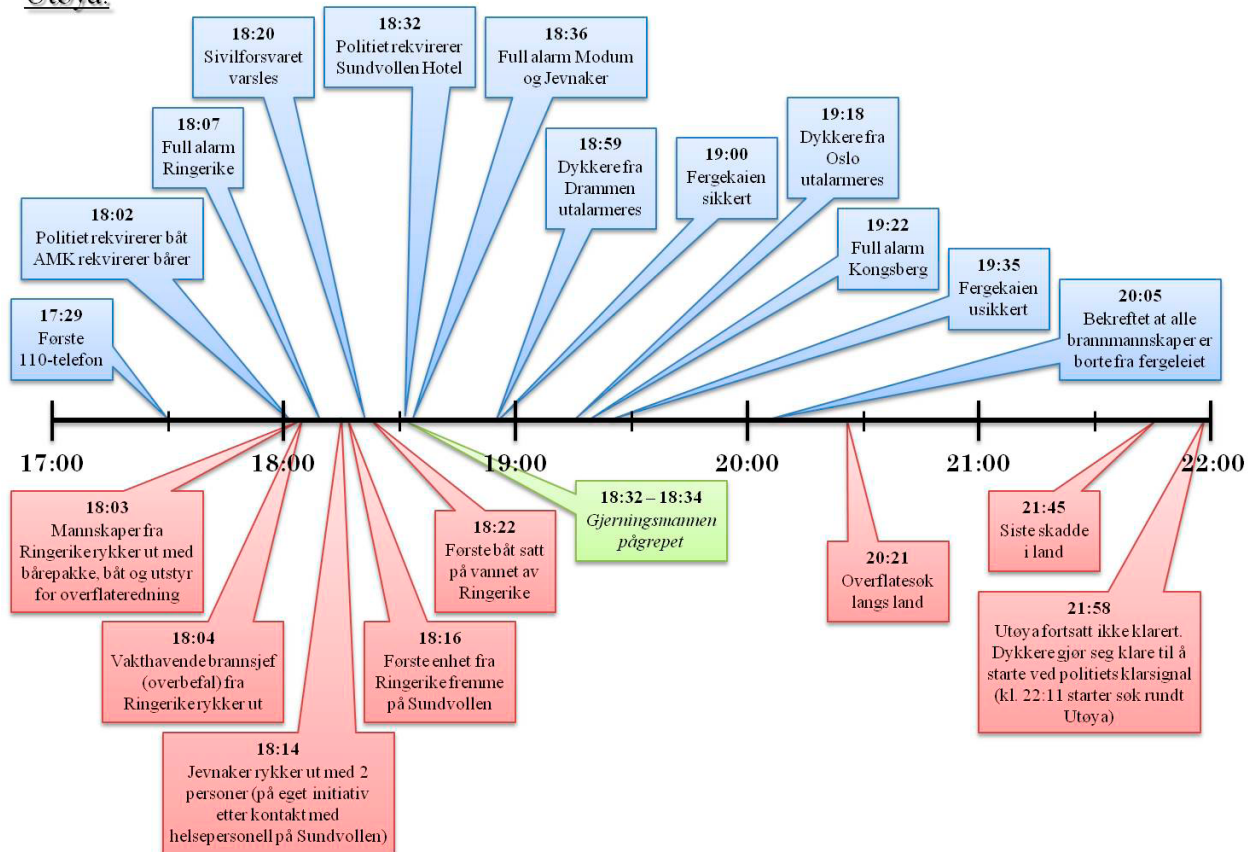 Utøya:
18:20
Sivilforsvaret
varsles
18:32
Politiet rekvirerer
Sundvollen Hotel
18:36
Full alarm Modum
og Jevnaker
18:07
Full alarm
Ringerike
18:59
Dykkere fra
Drammen
utalarmeres
19:00
Fergekaien
sikkert
19:18
Dykkere fra
Oslo
utalarmeres
18:02
Politiet rekvirerer båt
AMK rekvirerer bårer
19:22
Full alarm
Kongsberg
19:35
Fergekaien
usikkert
20:05
Bekreftet at alle
brannmannskaper er
borte fra fergeleiet
17:29
Første
110-telefon
17:00
18:00
19:00
20:00
21:00
22:00
18:03
Mannskaper fra
Ringerike rykker ut med
bårepakke, båt og utstyr
for overflateredning
18:22
Første båt satt
på vannet av
Ringerike
18:32 – 18:34
Gjerningsmannen
pågrepet
20:21
Overflatesøk
langs land
21:45
Siste skadde
i land
18:04
Vakthavende brannsjef
(overbefal) fra
Ringerike rykker ut
18:16
Første enhet fra
Ringerike fremme
på Sundvollen
21:58
Utøya fortsatt ikke klarert.
Dykkere gjør seg klare til å
starte ved politiets klarsignal
(kl. 22:11 starter søk rundt
Utøya)
18:14
Jevnaker rykker ut med 2
personer (på eget initiativ
etter kontakt med
helsepersonell på Sundvollen)